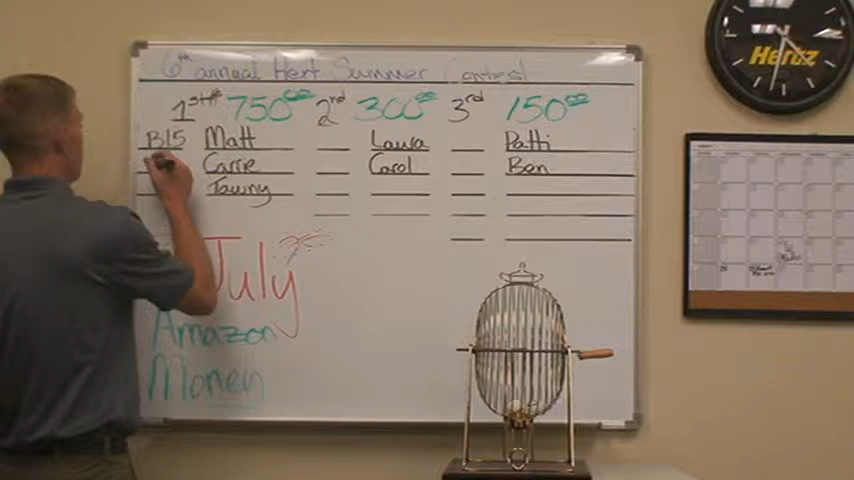 6th annual Hert Summer Contest
1st 750.00 2nd 300.00 3rd 150.00
B15 Matt Laura Patti
Carrie Carol Ben
Tawny
July
Amazon
Money
Hertz